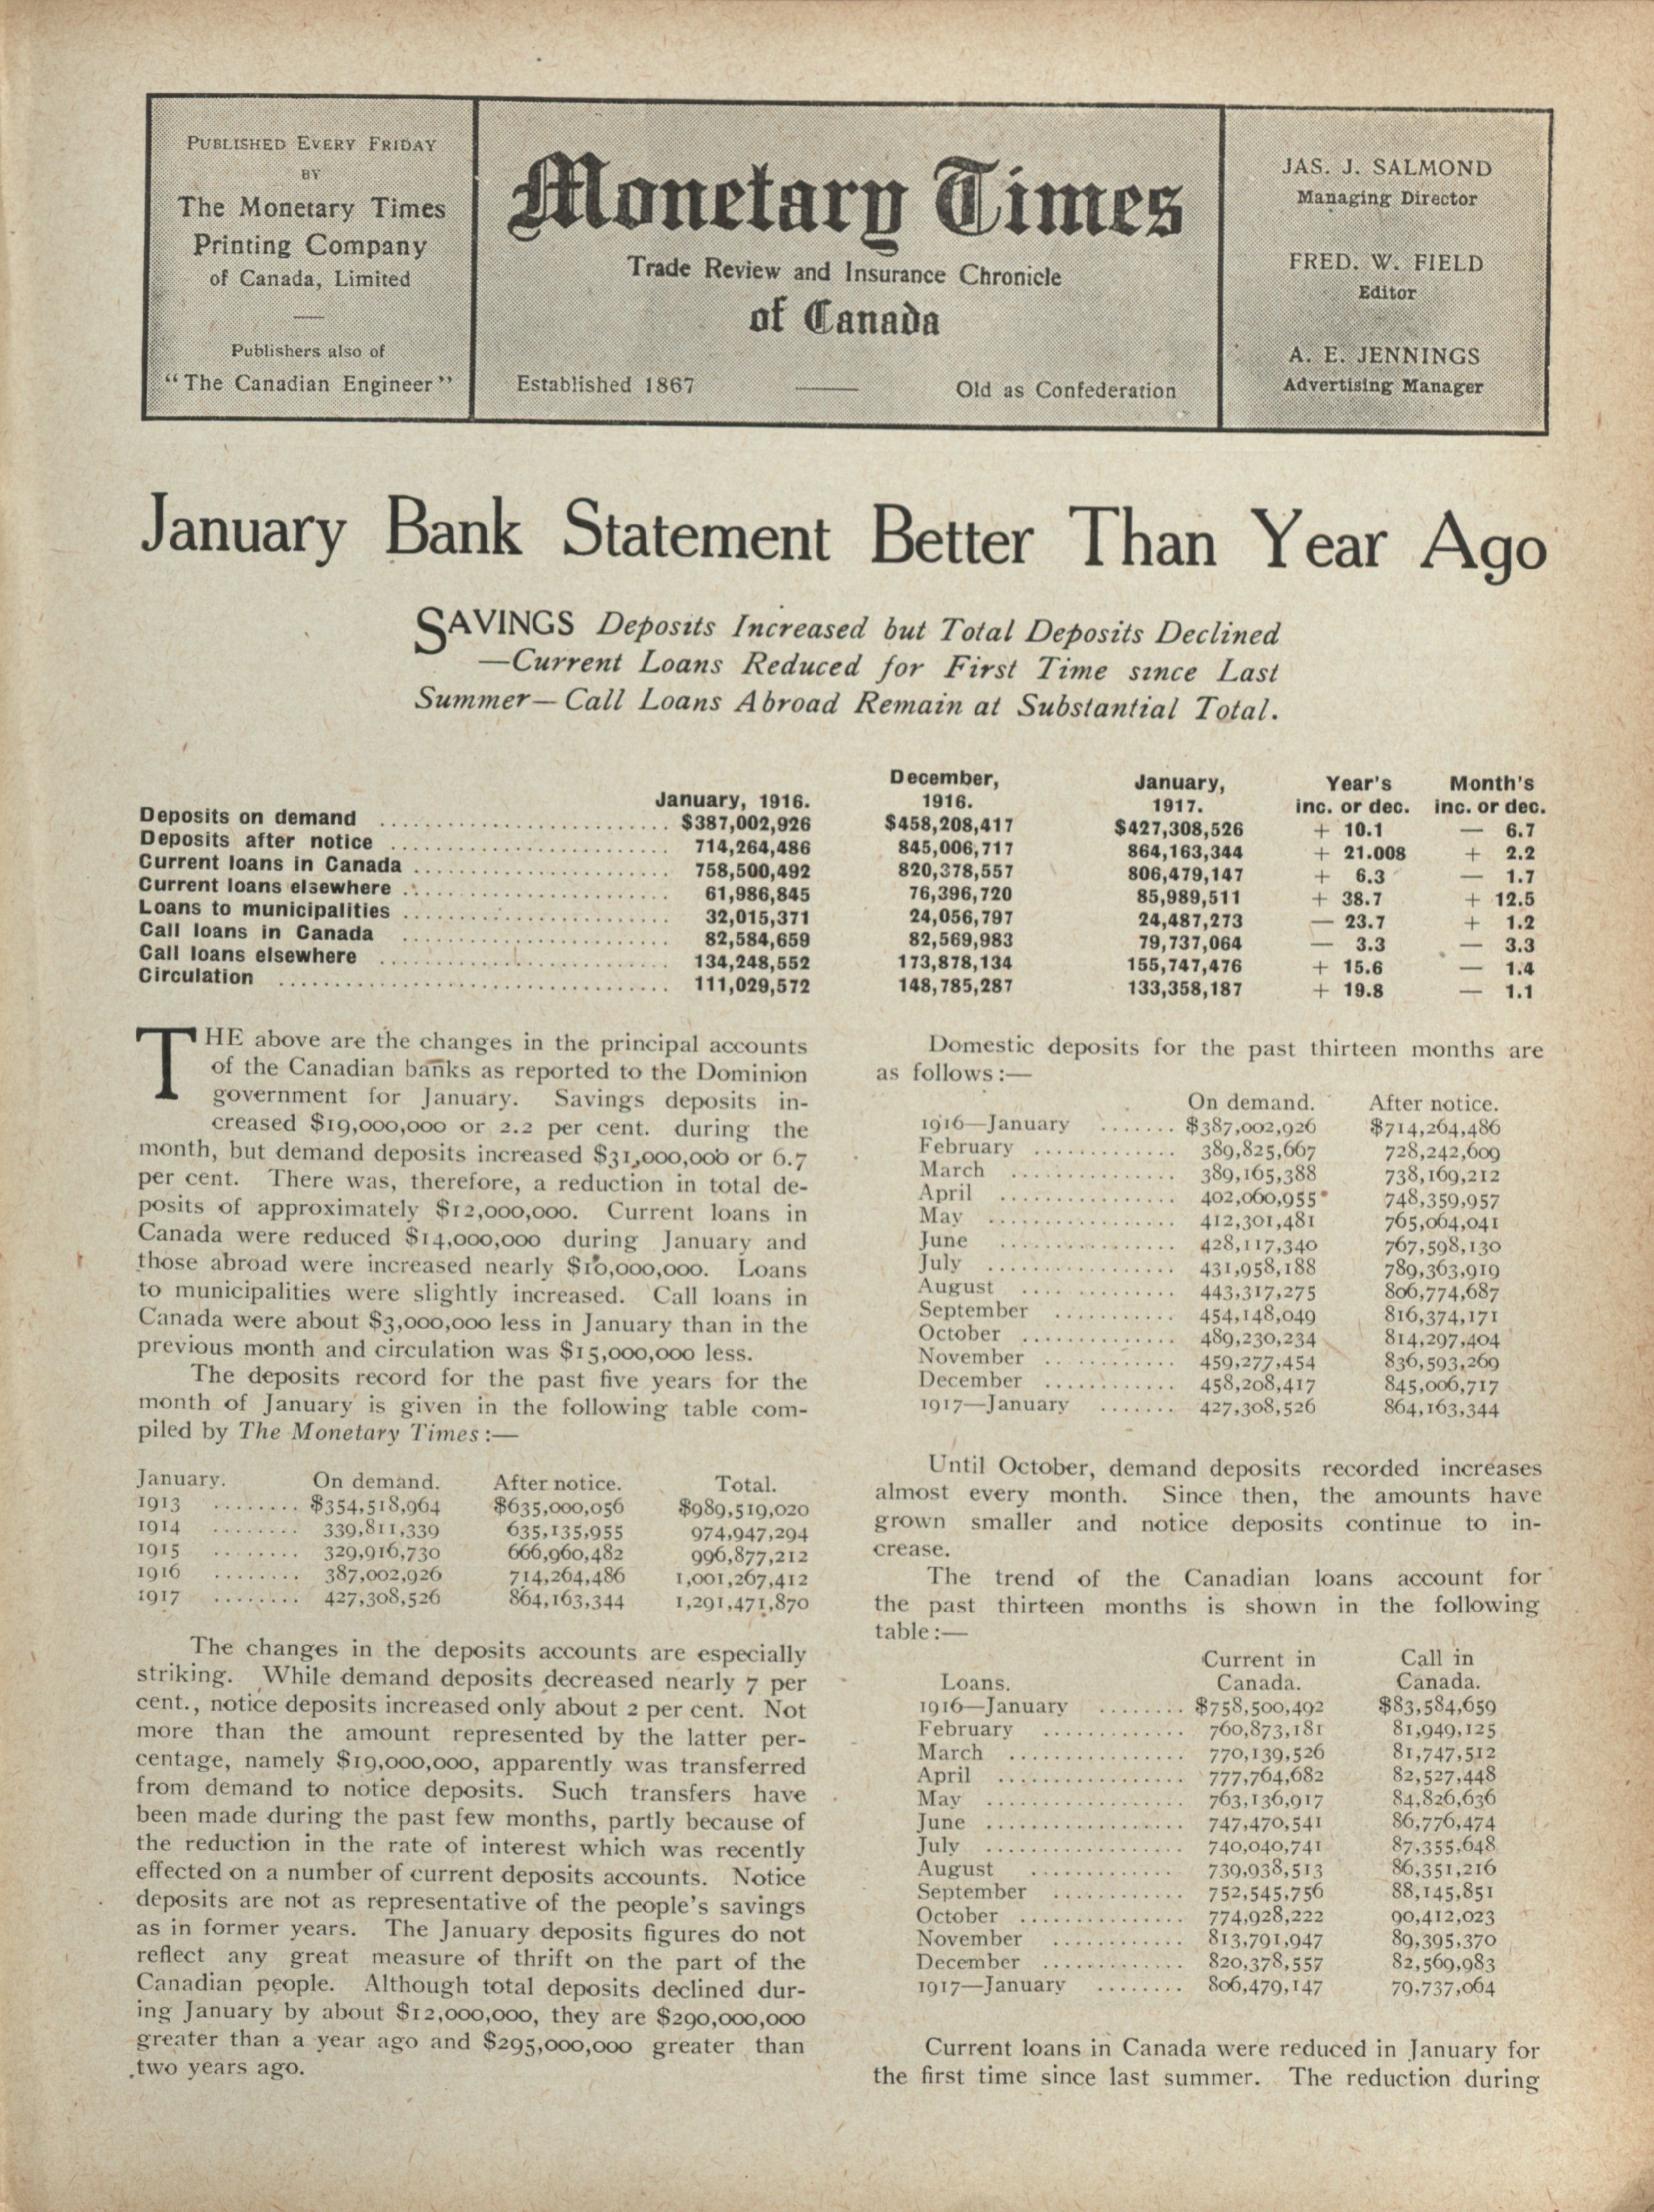 PUBLISHED EVERY FRIDAY
BY
The Monetary Times
Printing Company
of Canada, Limited
Publishers also of
"The Canadian Engineer"
Monetary Times
Trade Review and Insurance Chronicle
of Canada
Established 1867
Old as Confederation
JAS. J. SALMOND
Managing Director
FRED. W. FIELD
Editor
A. E. JENNINGS
Advertising Manager
January Bank Statement Better Than Year Ago
SAVINGS Deposits Increased but Total Deposits Declined
—Current Loans Reduced for First Time since Last
Summer—Call Loans Abroad Remain at Substantial Total.
January, 1916. December, 1916. January, 1917. Year's inc. or dec. Month's inc. or dec.
Deposits on demand ........................ $387,002,926 $458,208,417 $427,308,526 + 10.1 — 6.7
Deposits after notice ........................ 714,264,486 845,006,717 864,163,344 + 21.008 + 2.2
Current loans in Canada ...................... 758,500,492 820,378,557 806,479,147 + 6.3 — 1.7
Current loans elsewhere ...................... 61,986,845 76,396,720 85,989,511 + 38.7 + 12.5
Loans to municipalities ...................... 32,015,371 24,056,797 24,487,273 — 23.7 + 1.2
Call loans in Canada ...................... 82,584,659 82,569,983 79,737,064 — 3.3 — 3.3
Call loans elsewhere ........................ 134,248,552 173,878,134 155,747,476 + 15.6 — 1.4
Circulation ................................. 111,029,572 148,785,287 133,358,187 + 19.8 — 1.1
THE above are the changes in the principal accounts
of the Canadian banks as reported to the Dominion
government for January. Savings deposits in-
creased $19,000,000 or 2.2 per cent. during the
month, but demand deposits increased $31,000,000 or 6.7
per cent. There was, therefore, a reduction in total de-
posits of approximately $12,000,000. Current loans in
Canada were reduced $14,000,000 during January and
those abroad were increased nearly $10,000,000. Loans
to municipalities were slightly increased. Call loans in
Canada were about $3,000,000 less in January than in the
previous month and circulation was $15,000,000 less.
The deposits record for the past five years for the
month of January is given in the following table com-
piled by The Monetary Times:—
January. On demand. After notice. Total.
1913 ........ $354,518,964 $635,000,056 $989,519,020
1914 ........ 339,811,339 635,135,955 974,947,294
1915 ........ 329,916,730 666,960,482 996,877,212
1916 ........ 387,002,926 714,264,486 1,001,267,412
1917 ........ 427,308,526 864,163,344 1,291,471,870
The changes in the deposits accounts are especially
striking. While demand deposits decreased nearly 7 per
cent., notice deposits increased only about 2 per cent. Not
more than the amount represented by the latter per-
centage, namely $19,000,000, apparently was transferred
from demand to notice deposits. Such transfers have
been made during the past few months, partly because of
the reduction in the rate of interest which was recently
effected on a number of current deposits accounts. Notice
deposits are not as representative of the people's savings
as in former years. The January deposits figures do not
reflect any great measure of thrift on the part of the
Canadian people. Although total deposits declined dur-
ing January by about $12,000,000, they are $290,000,000
greater than a year ago and $295,000,000 greater than
two years ago.
Domestic deposits for the past thirteen months are
as follows:—
On demand. After notice.
1916—January ....... $387,002,926 $714,264,486
February ............. 389,825,667 728,242,609
March ............... 389,165,388 738,169,212
April ................ 402,060,955 748,359,957
May ................. 412,301,481 765,064,041
June ................ 428,117,340 767,598,130
July ................. 431,958,188 789,363,919
August .............. 443,317,275 806,774,687
September ........... 454,148,049 816,374,171
October .............. 489,230,234 814,297,404
November ............ 459,277,454 836,593,269
December ............ 458,208,417 845,006,717
1917—January ....... 427,308,526 864,163,344
Until October, demand deposits recorded increases
almost every month. Since then, the amounts have
grown smaller and notice deposits continue to in-
crease.
The trend of the Canadian loans account for
the past thirteen months is shown in the following
table:—
Current in Call in
Loans. Canada. Canada.
1916—January ........ $758,500,492 $83,584,659
February ............. 760,873,181 81,949,125
March ................ 770,139,526 81,747,512
April ................. 777,764,682 82,527,448
May .................. 763,136,917 84,826,636
June .................. 747,470,541 86,776,474
July .................. 740,040,741 87,355,648
August ............. 739,938,513 86,351,216
September ............ 752,545,756 88,145,851
October ............... 774,928,222 90,412,023
November ............ 813,791,947 89,395,370
December ............. 820,378,557 82,569,983
1917—January ........ 806,479,147 79,737,064
Current loans in Canada were reduced in January for
the first time since last summer. The reduction during